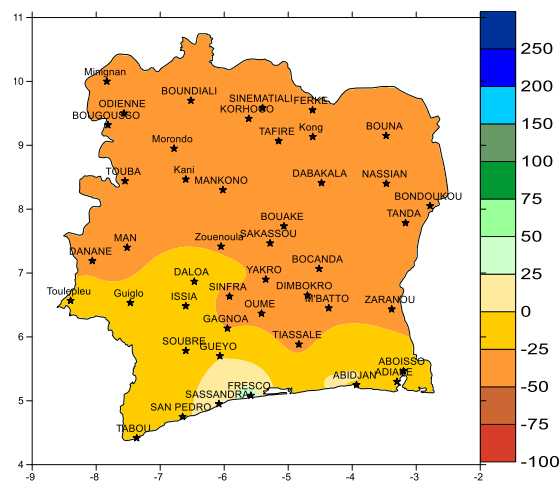 11
10
9
8
7
6
5
4
-9 -8 -7 -6 -5 -4 -3 -2
Minignan
BOUNDIALI
SINEMATIALI
ODIENNE
KORHOGO
FERKE
BOUGOUSSO
TAFIRE
Kong
BOUNA
Morondo
TOUBA
Kani
MANKONO
DABAKALA
NASSIAN
BONDOUKOU
BOUAKE
TANDA
MAN
Zouenoula
SAKASSOU
DANANE
DALOA
YAKRO
BOCANDA
Toulepleu
Guiglo
ISSIA
SINFRA
DIMBOKRO
OUME
M'BATTO
ZARANOU
GAGNOA
TIASSALE
SOUBRE
GUEYO
ABOISSO
ABIDJAN
ADIAKE
FRESCO
SASSANDRA
SAN PEDRO
TABOU
250
200
150
100
75
50
25
0
-25
-50
-75
-100